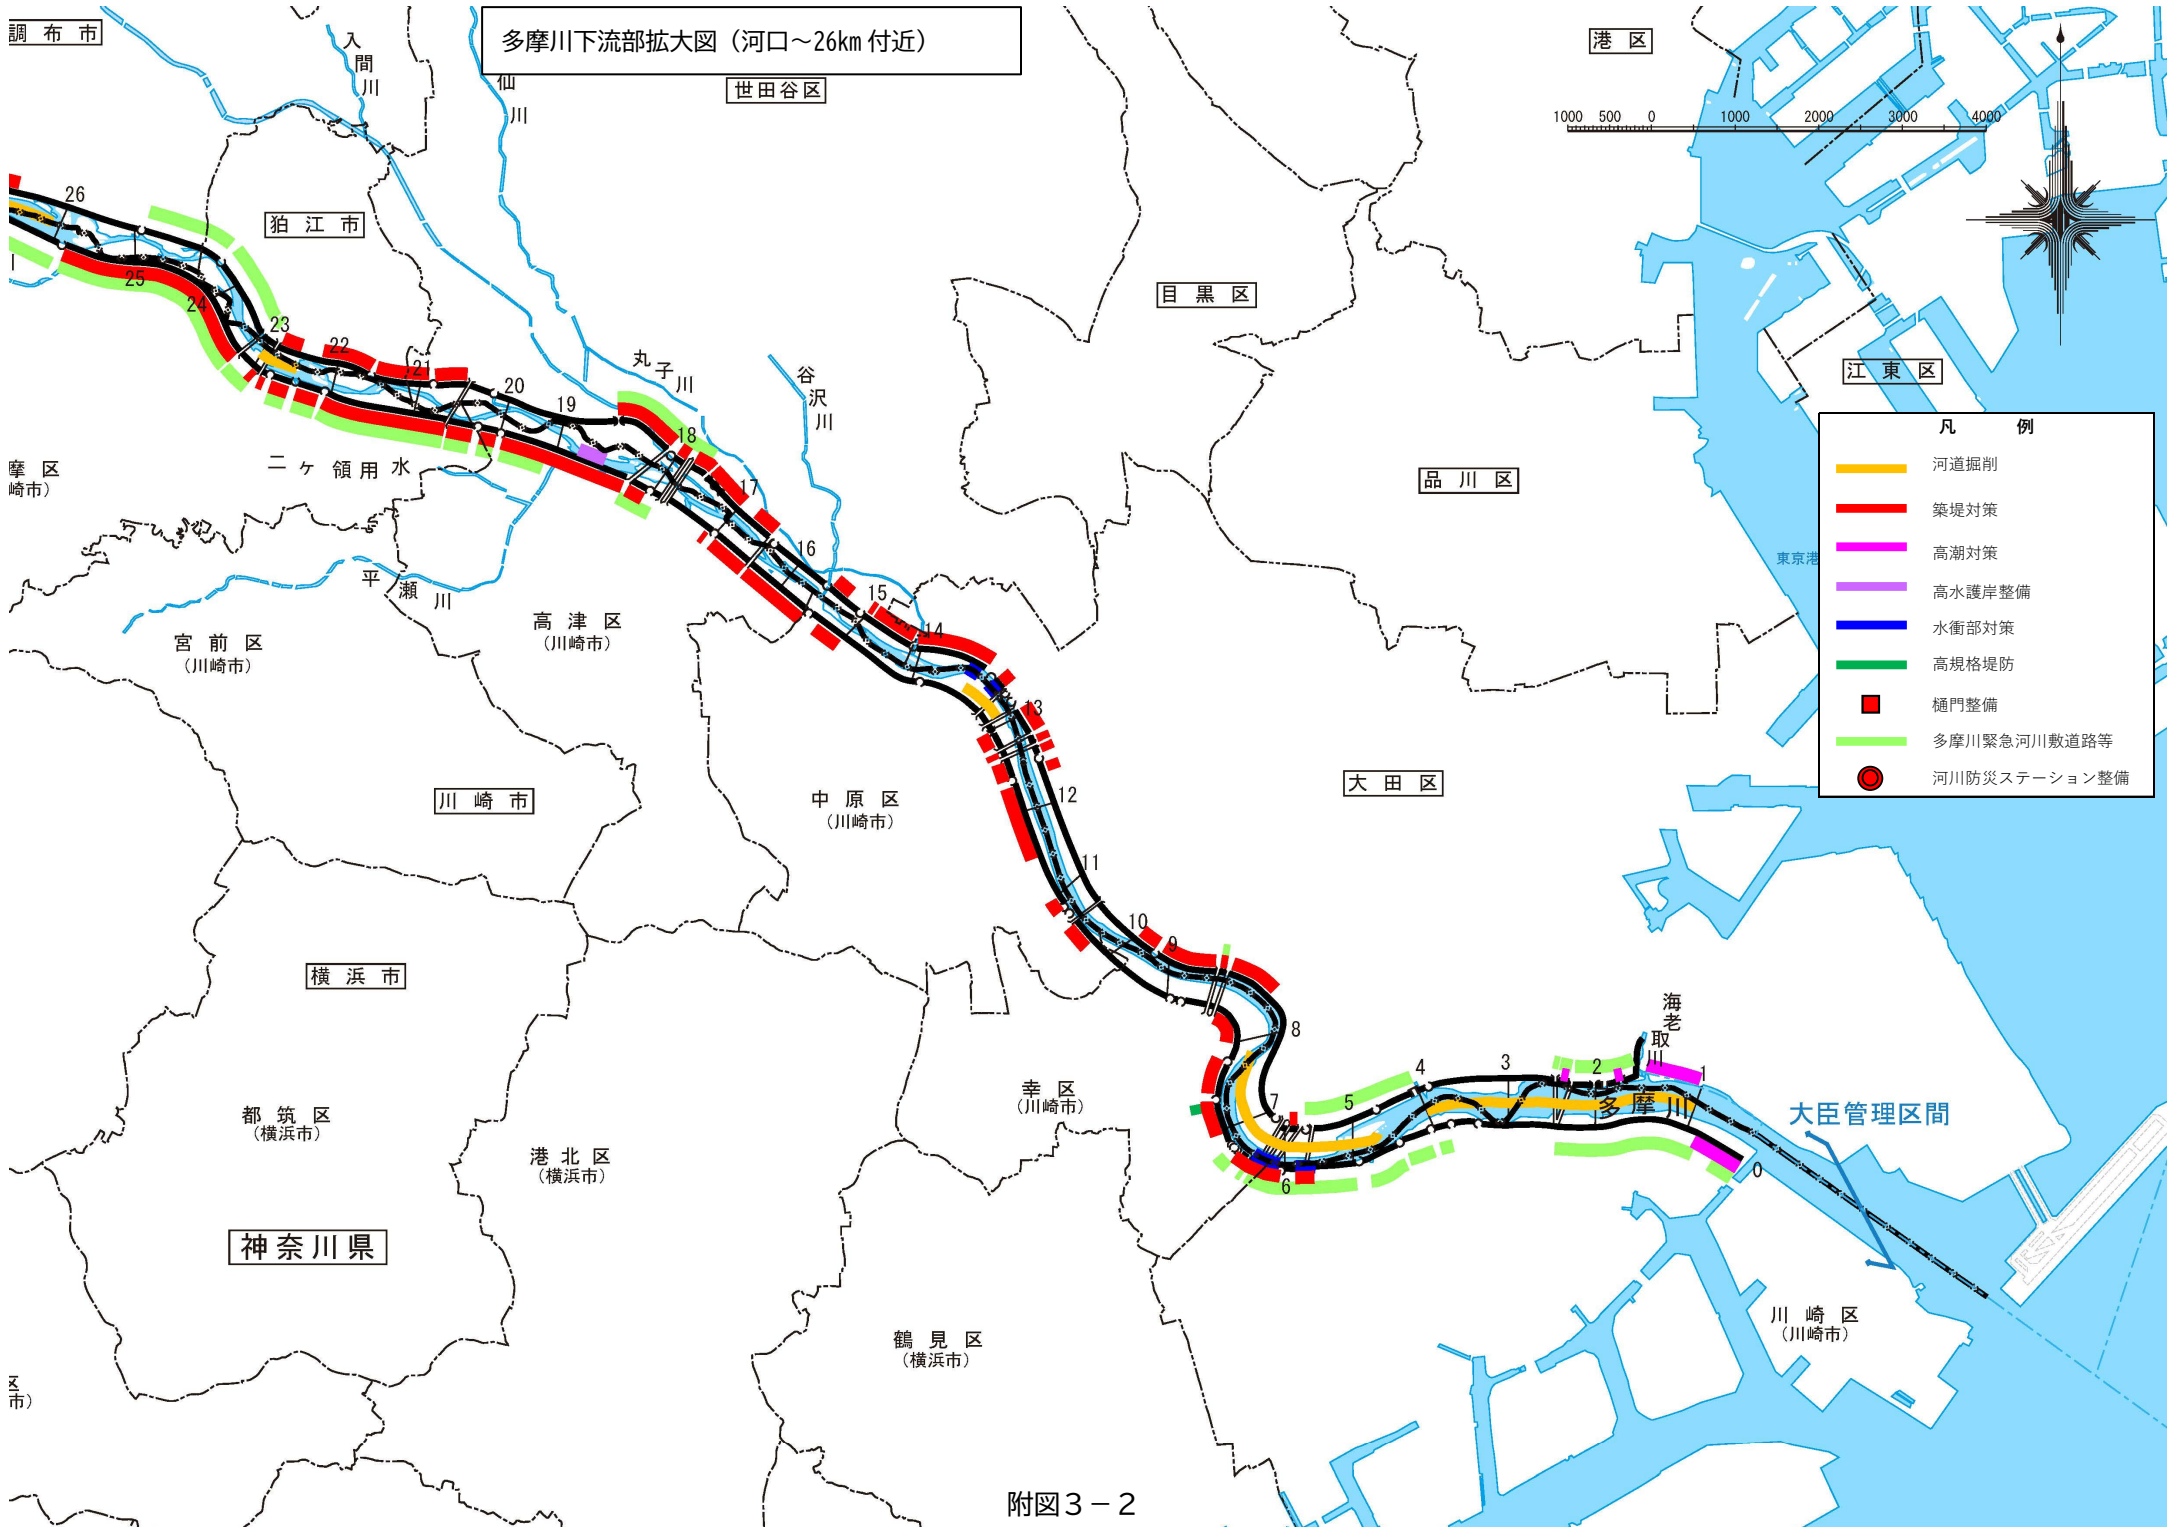 多摩川下流部拡大図（河口～26km付近）
調布市
入間川
仙川
世田谷区
港区
1000 500 0 1000 2000 3000 4000
狛江市
目黒区
江東区
丸子川
谷沢川
品川区
二ヶ領用水
摩区
崎市）
平瀬川
宮前区
（川崎市）
高津区
（川崎市）
東京港
凡例
河道掘削
築堤対策
高潮対策
高水護岸整備
水衝部対策
高規格堤防
樋門整備
多摩川緊急河川敷道路等
河川防災ステーション整備
川崎市
中原区
（川崎市）
大田区
横浜市
幸区
（川崎市）
海老取川
都筑区
（横浜市）
港北区
（横浜市）
多摩川
大臣管理区間
神奈川県
鶴見区
（横浜市）
川崎区
（川崎市）
区
市）
26
25
24
23
22
21
20
19
18
17
16
15
14
13
12
11
10
9
8
7
6
5
4
3
2
1
0
附図３－２